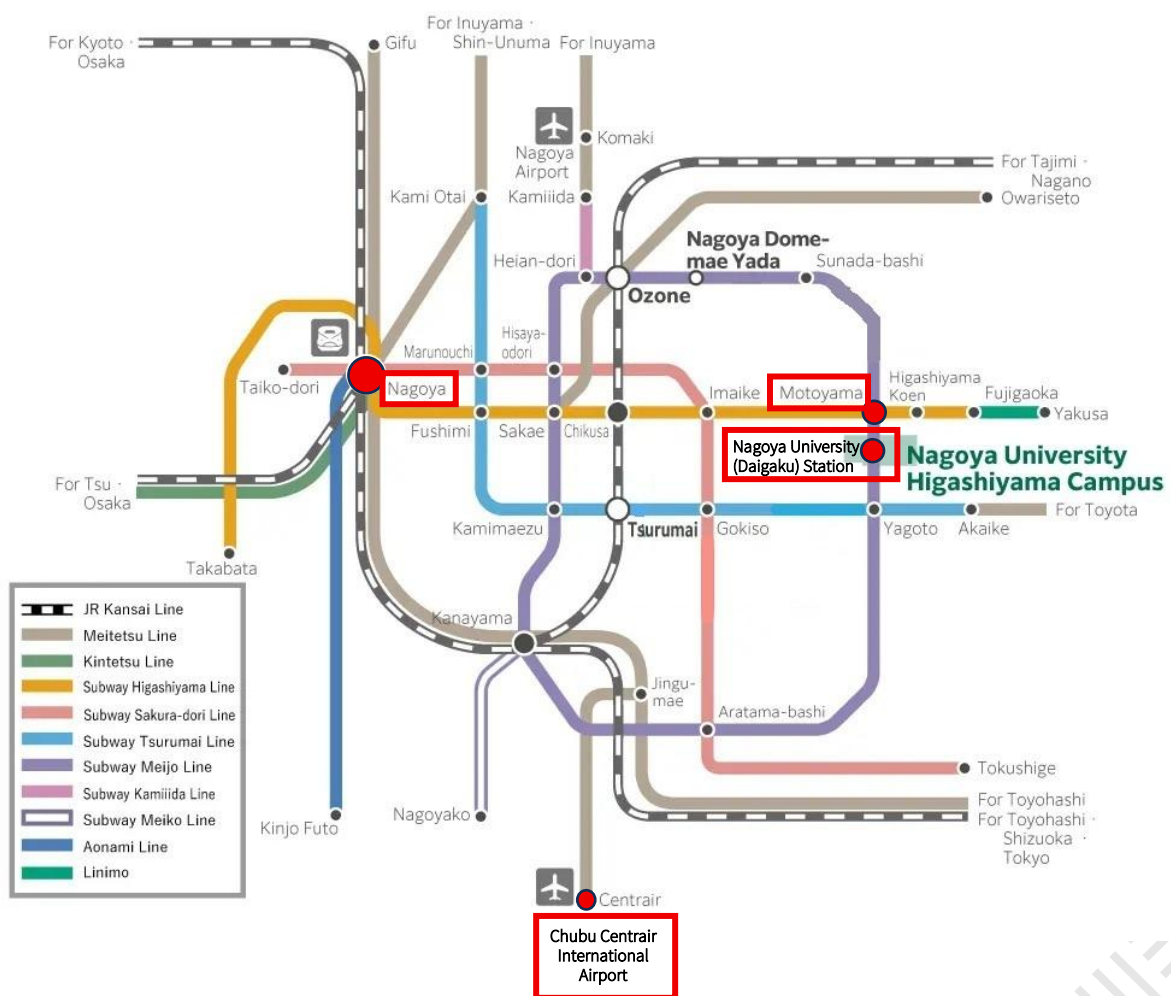 For Kyoto ·
Osaka
Gifu
For Inuyama ·
Shin-Unuma
For Inuyama
Komaki
Nagoya
Airport
For Tajimi ·
Nagano
Kami Otai
Kamiiida
Owariseto
Heian-dori
Nagoya Dome-
mae Yada
Sunada-bashi
Ozone
Marunouchi
Hisaya-
odori
Taiko-dori
Nagoya
Imaike
Motoyama
Higashiyama
Koen
Fujigaoka
Yakusa
Fushimi
Sakae
Chikusa
Nagoya University
(Daigaku) Station
Nagoya University
Higashiyama Campus
For Tsu ·
Osaka
Kamimaezu
Tsurumai
Gokiso
Yagoto
Akaike
For Toyota
Takabata
JR Kansai Line
Meitetsu Line
Kintetsu Line
Subway Higashiyama Line
Subway Sakura-dori Line
Subway Tsurumai Line
Subway Meijo Line
Subway Kamiiida Line
Subway Meiko Line
Aonami Line
Linimo
Kanayama
Jingu-
mae
Aratama-bashi
Tokushige
Kinjo Futo
Nagoyako
For Toyohashi
For Toyohashi ·
Shizuoka ·
Tokyo
Centrair
Chubu Centrair
International
Airport